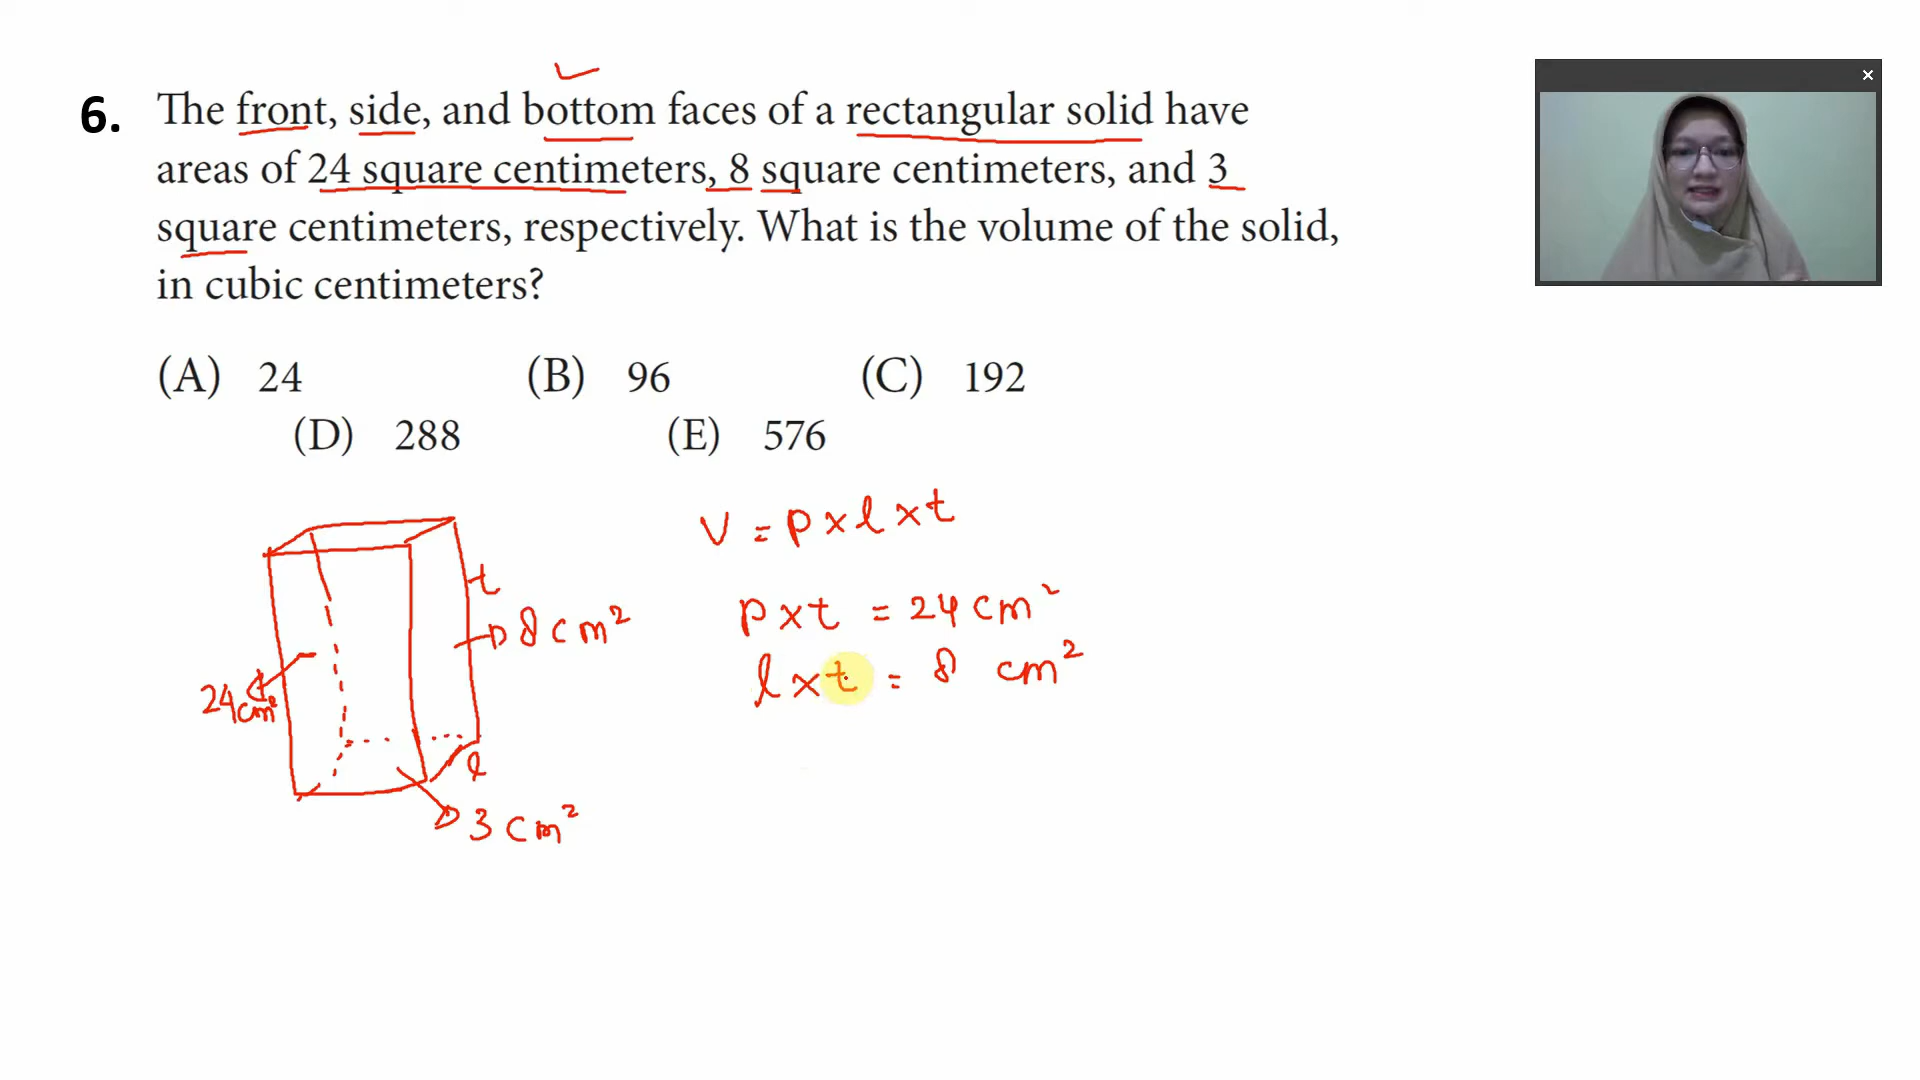 6. The front, side, and bottom faces of a rectangular solid have
areas of 24 square centimeters, 8 square centimeters, and 3
square centimeters, respectively. What is the volume of the solid,
in cubic centimeters?
(A) 24 (B) 96 (C) 192
(D) 288 (E) 576
V = p x l x t
p x t = 24 cm²
l x t = 8 cm²
t
8 cm²
24 cm²
l
3 cm²